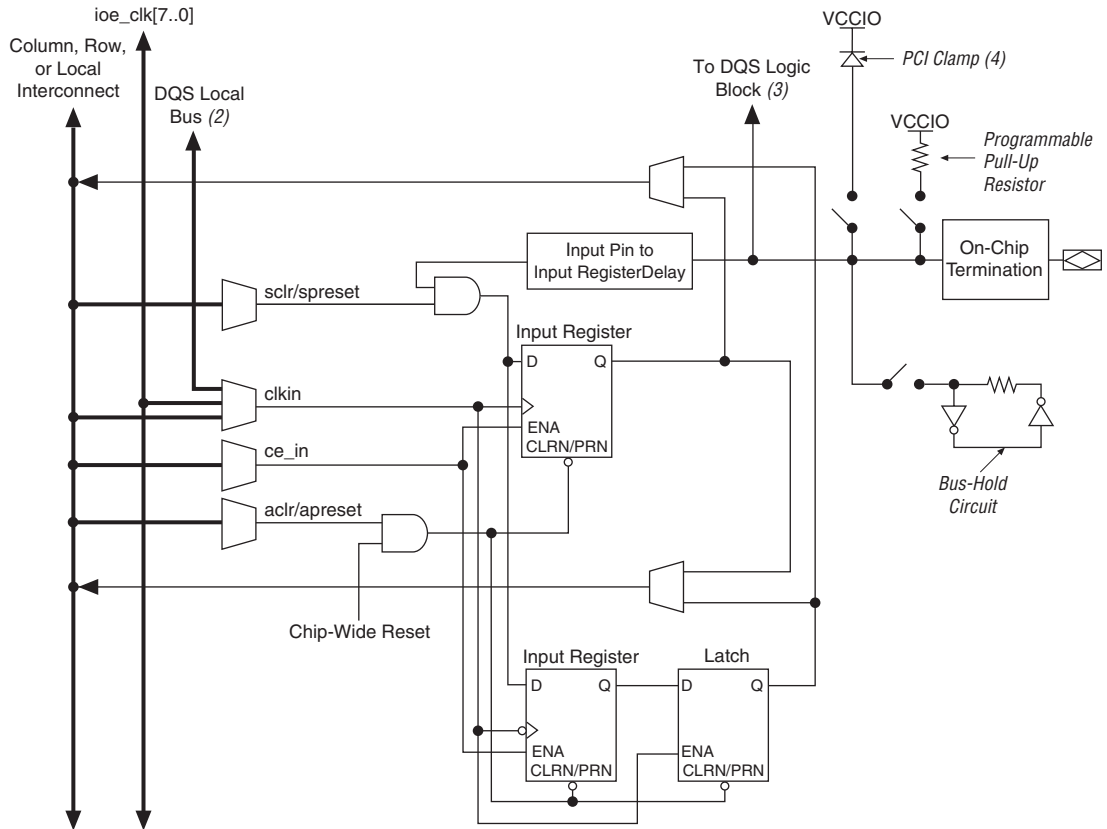 ioe_clk[7..0]
Column, Row,
or Local
Interconnect
DQS Local
Bus (2)
To DQS Logic
Block (3)
VCCIO
PCI Clamp (4)
VCCIO
Programmable
Pull-Up
Resistor
Input Pin to
Input RegisterDelay
On-Chip
Termination
sclr/spreset
Input Register
D Q
clkin
ENA
CLRN/PRN
ce_in
aclr/apreset
Bus-Hold
Circuit
Chip-Wide Reset
Input Register
D Q
ENA
CLRN/PRN
Latch
D Q
ENA
CLRN/PRN